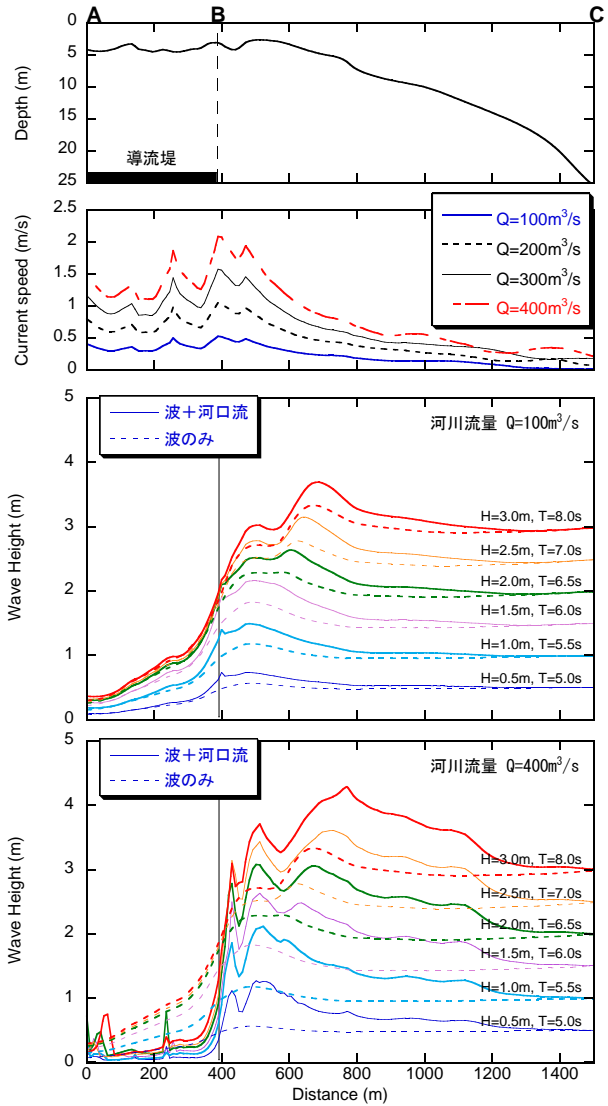 A B C
0
5
10
15
20
25
Depth (m)
導流堤
2.5
2
1.5
1
0.5
0
Current speed (m/s)
Q=100m³/s
Q=200m³/s
Q=300m³/s
Q=400m³/s
5
4
3
2
1
0
Wave Height (m)
波+河口流
波のみ
河川流量 Q=100m³/s
H=3.0m, T=8.0s
H=2.5m, T=7.0s
H=2.0m, T=6.5s
H=1.5m, T=6.0s
H=1.0m, T=5.5s
H=0.5m, T=5.0s
5
4
3
2
1
0
Wave Height (m)
波+河口流
波のみ
河川流量 Q=400m³/s
H=3.0m, T=8.0s
H=2.5m, T=7.0s
H=2.0m, T=6.5s
H=1.5m, T=6.0s
H=1.0m, T=5.5s
H=0.5m, T=5.0s
0 200 400 600 800 1000 1200 1400
Distance (m)